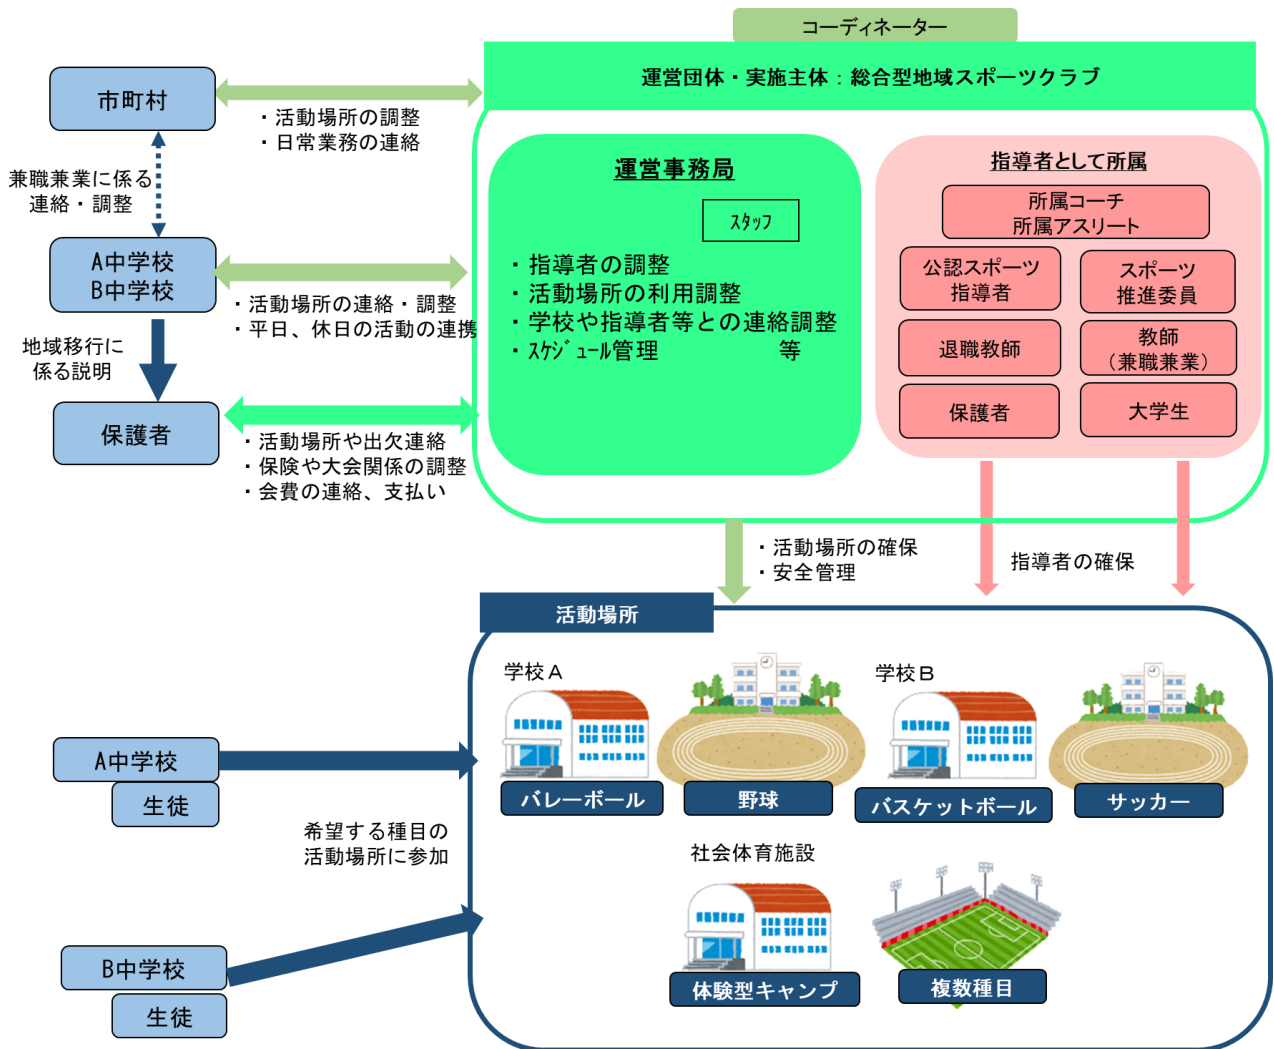 コーディネーター
運営団体・実施主体：総合型地域スポーツクラブ
市町村
・活動場所の調整
・日常業務の連絡
兼職兼業に係る
連絡・調整
A中学校
B中学校
・活動場所の連絡・調整
・平日、休日の活動の連携
地域移行に
係る説明
保護者
・活動場所や出欠連絡
・保険や大会関係の調整
・会費の連絡、支払い
運営事務局
ｽﾀｯﾌ
・指導者の調整
・活動場所の利用調整
・学校や指導者等との連絡調整
・ｽｹｼﾞｭｰﾙ管理　　　　　等
指導者として所属
所属コーチ
所属アスリート
公認スポーツ
指導者
スポーツ
推進委員
退職教師
教師
（兼職兼業）
保護者
大学生
・活動場所の確保
・安全管理
指導者の確保
活動場所
学校Ａ
バレーボール
野球
学校Ｂ
バスケットボール
サッカー
社会体育施設
体験型キャンプ
複数種目
A中学校
生徒
希望する種目の
活動場所に参加
B中学校
生徒